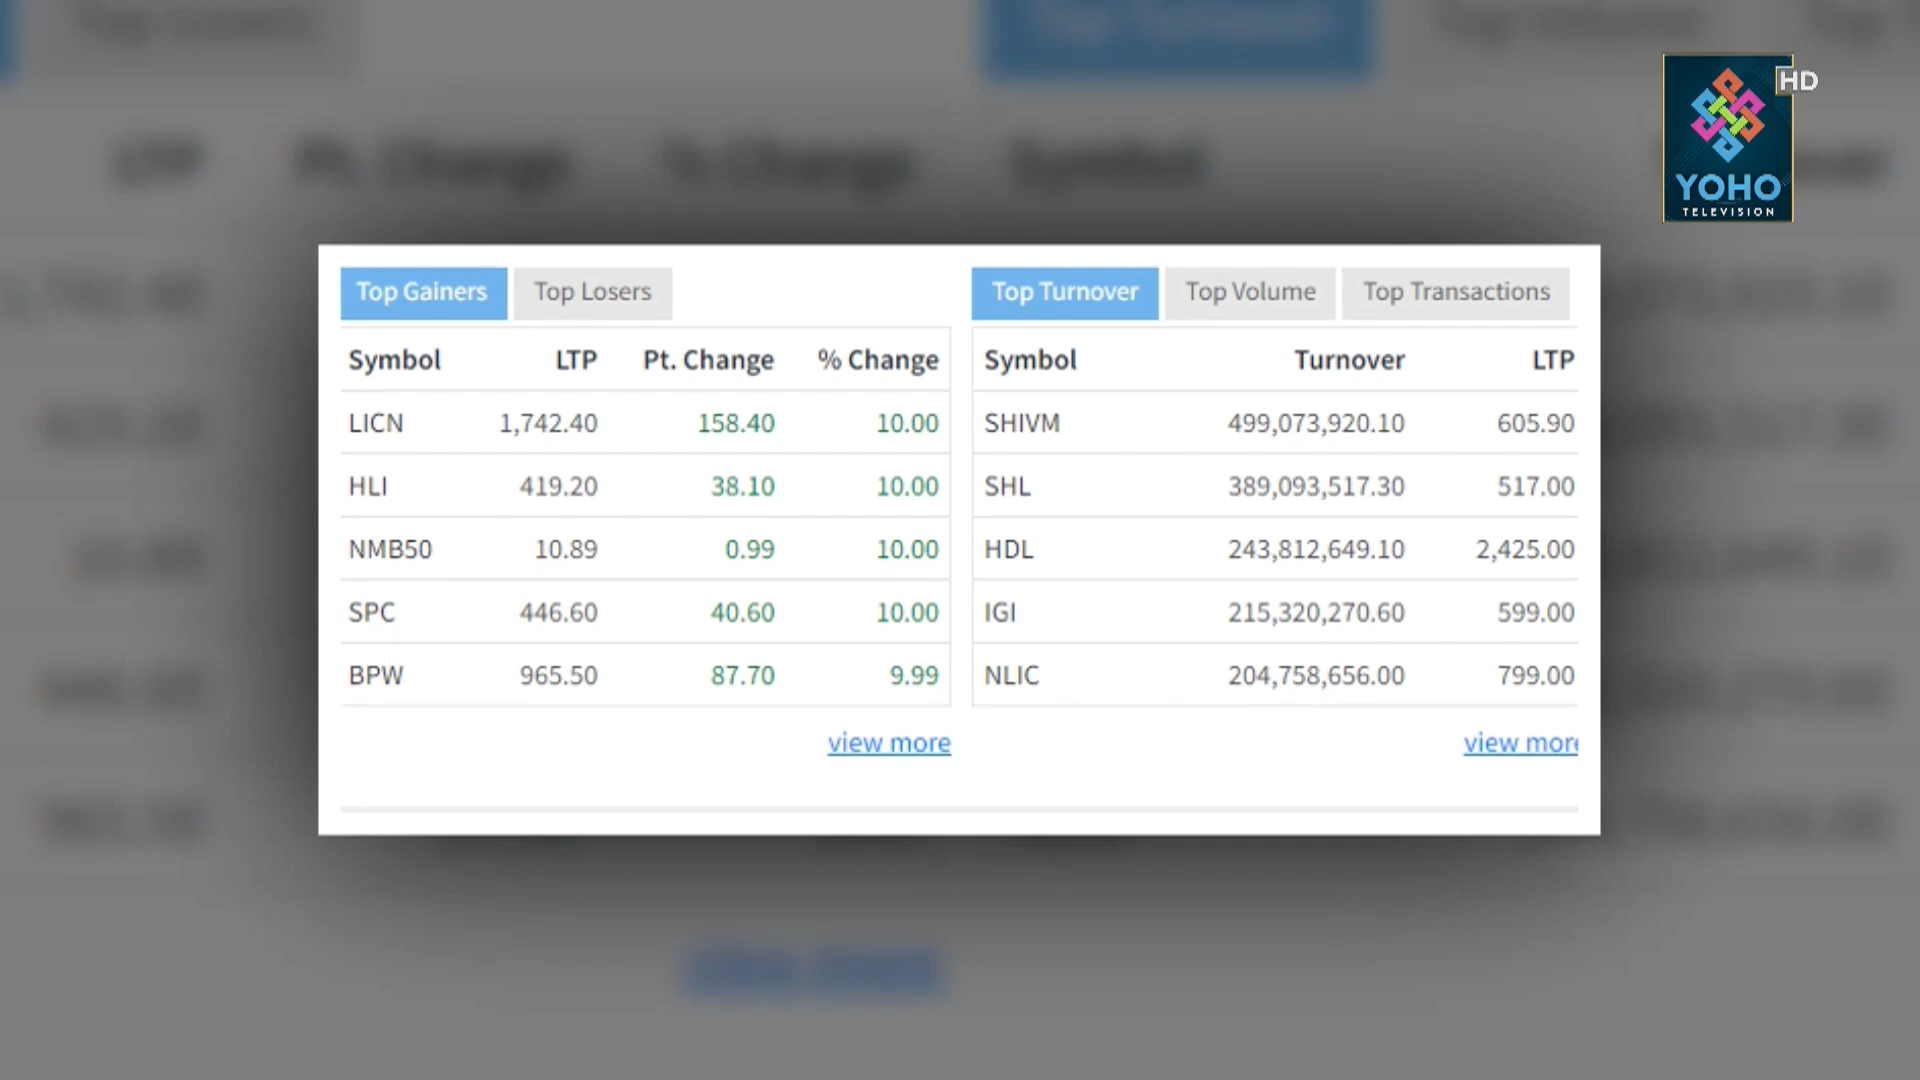 HD
YOHO
TELEVISION
Top Gainers Top Losers
Symbol LTP Pt. Change % Change
LICN 1,742.40 158.40 10.00
HLI 419.20 38.10 10.00
NMB50 10.89 0.99 10.00
SPC 446.60 40.60 10.00
BPW 965.50 87.70 9.99
view more
Top Turnover Top Volume Top Transactions
Symbol Turnover LTP
SHIVM 499,073,920.10 605.90
SHL 389,093,517.30 517.00
HDL 243,812,649.10 2,425.00
IGI 215,320,270.60 599.00
NLIC 204,758,656.00 799.00
view more